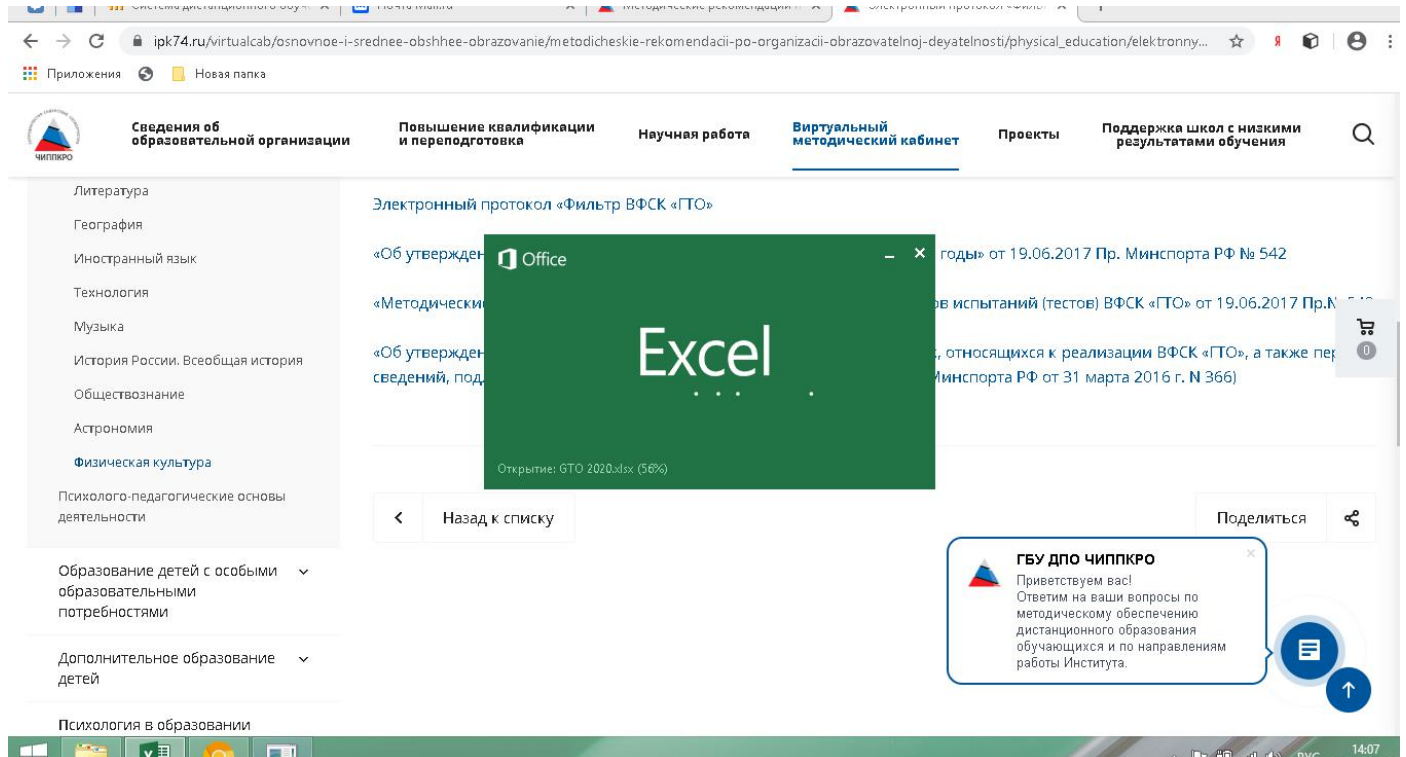 ipk74.ru/virtualcab/osnovnoe-i-srednee-obshhee-obrazovanie/metodicheskie-rekomendacii-po-organizacii-obrazovatelnoj-deyatelnosti/physical_education/elektronny...
Приложения
Новая папка
ЧИППКРО
Сведения об
образовательной организации
Повышение квалификации
и переподготовка
Научная работа
Виртуальный
методический кабинет
Проекты
Поддержка школ с низкими
результатами обучения
Литература
География
Иностранный язык
Технология
Музыка
История России. Всеобщая история
Обществознание
Астрономия
Физическая культура
Психолого-педагогические основы
деятельности
Образование детей с особыми
образовательными
потребностями
Дополнительное образование
детей
Психология в образовании
Электронный протокол «Фильтр ВФСК «ГТО»
«Об утвержден
годы» от 19.06.2017 Пр. Минспорта РФ № 542
«Методически
ов испытаний (тестов) ВФСК «ГТО» от 19.06.2017 Пр.
«Об утвержден
, относящихся к реализации ВФСК «ГТО», а также пер
сведений, под
Минспорта РФ от 31 марта 2016 г. N 366)
Office
Excel
Открытие: GTO 2020.xlsx (56%)
0
Назад к списку
Поделиться
ГБУ ДПО ЧИППКРО
Приветствуем вас!
Ответим на ваши вопросы по
методическому обеспечению
дистанционного образования
обучающихся и по направлениям
работы Института.
РУС
14:07